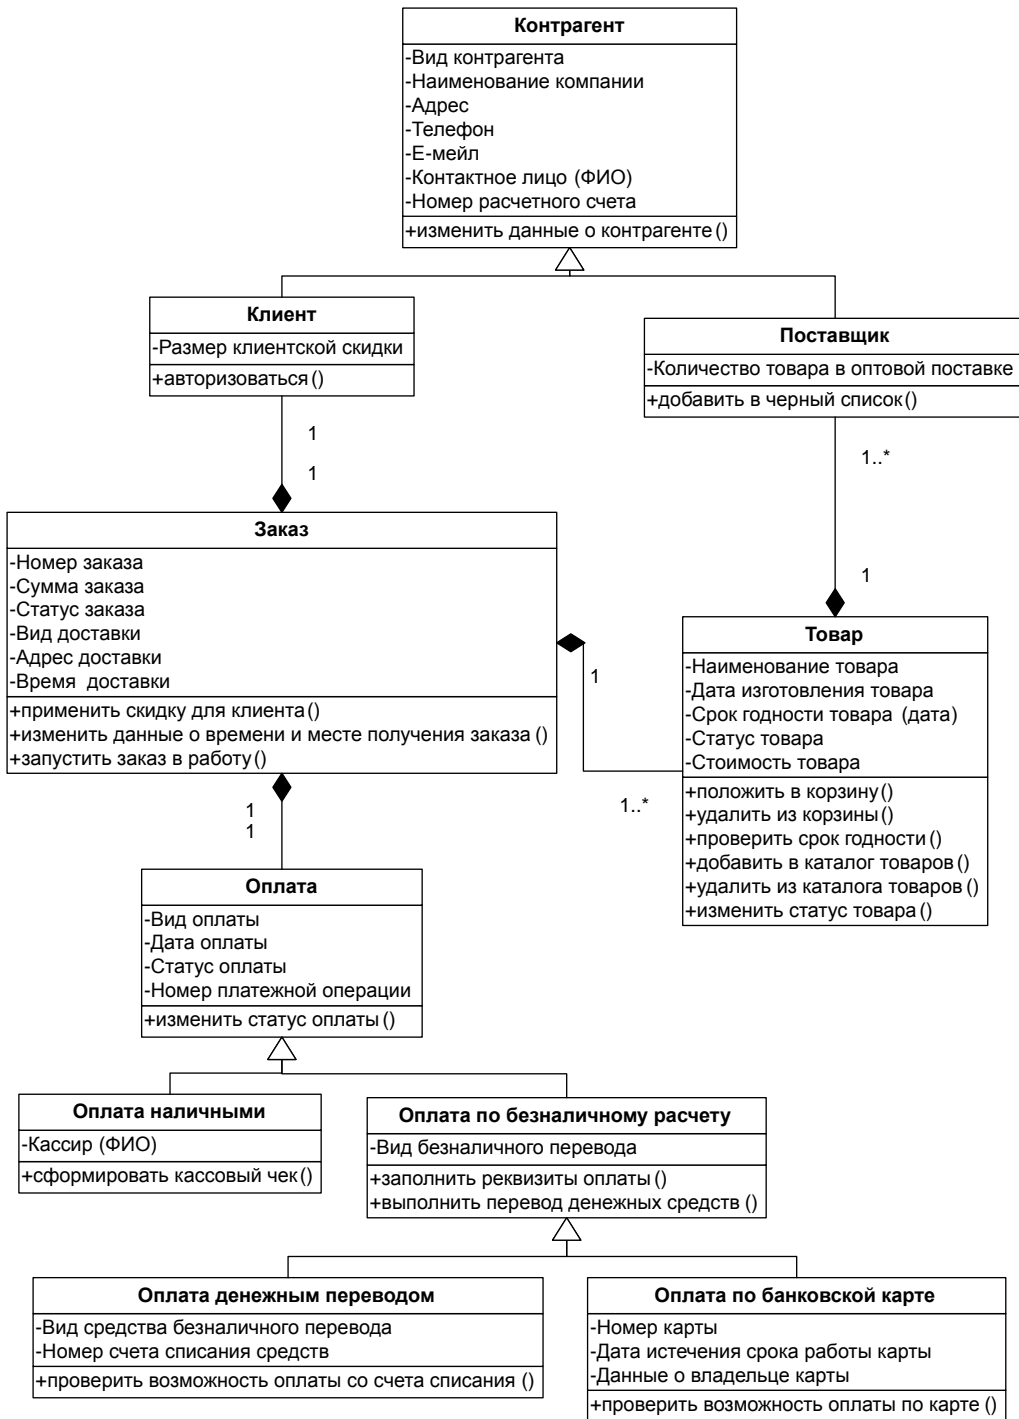 Контрагент
-Вид контрагента
-Наименование компании
-Адрес
-Телефон
-Е-мейл
-Контактное лицо (ФИО)
-Номер расчетного счета
+изменить данные о контрагенте()
Клиент
-Размер клиентской скидки
+авторизоваться()
Поставщик
-Количество товара в оптовой поставке
+добавить в черный список()
1
1
1..*
1
Заказ
-Номер заказа
-Сумма заказа
-Статус заказа
-Вид доставки
-Адрес доставки
-Время доставки
+применить скидку для клиента()
+изменить данные о времени и месте получения заказа()
+запустить заказ в работу()
1
1..*
Товар
-Наименование товара
-Дата изготовления товара
-Срок годности товара (дата)
-Статус товара
-Стоимость товара
+положить в корзину()
+удалить из корзины()
+проверить срок годности()
+добавить в каталог товаров()
+удалить из каталога товаров()
+изменить статус товара()
1
1
Оплата
-Вид оплаты
-Дата оплаты
-Статус оплаты
-Номер платежной операции
+изменить статус оплаты()
Оплата наличными
-Кассир (ФИО)
+сформировать кассовый чек()
Оплата по безналичному расчету
-Вид безналичного перевода
+заполнить реквизиты оплаты()
+выполнить перевод денежных средств()
Оплата денежным переводом
-Вид средства безналичного перевода
-Номер счета списания средств
+проверить возможность оплаты со счета списания()
Оплата по банковской карте
-Номер карты
-Дата истечения срока работы карты
-Данные о владельце карты
+проверить возможность оплаты по карте()